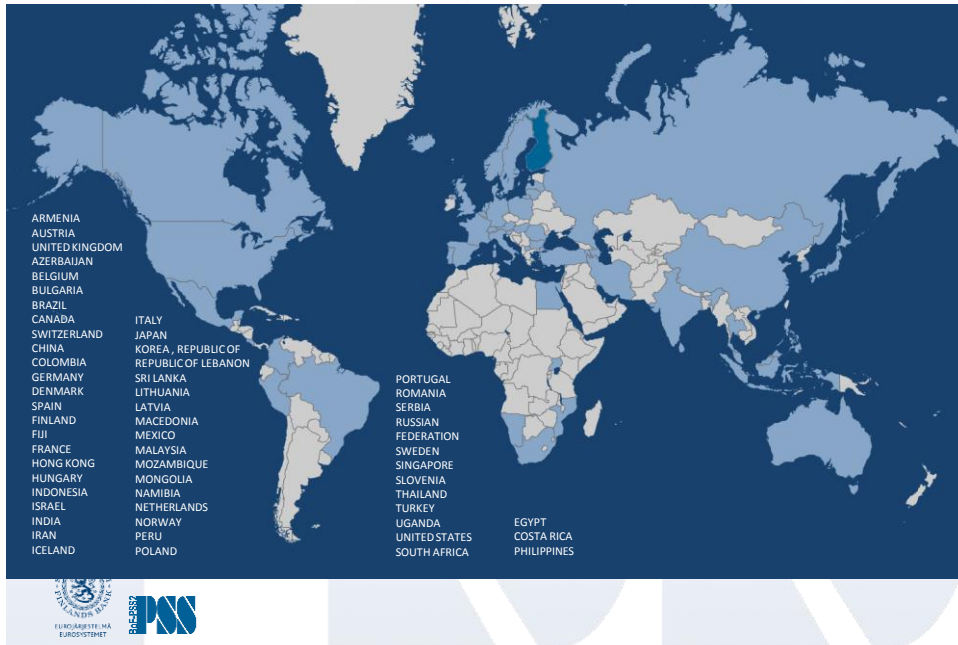 ARMENIA
AUSTRIA
UNITED KINGDOM
AZERBAIJAN
BELGIUM
BULGARIA
BRAZIL
CANADA
SWITZERLAND
CHINA
COLOMBIA
GERMANY
DENMARK
SPAIN
FINLAND
FIJI
FRANCE
HONG KONG
HUNGARY
INDONESIA
ISRAEL
INDIA
IRAN
ICELAND
ITALY
JAPAN
KOREA , REPUBLIC OF
REPUBLIC OF LEBANON
SRI LANKA
LITHUANIA
LATVIA
MACEDONIA
MEXICO
MALAYSIA
MOZAMBIQUE
MONGOLIA
NAMIBIA
NETHERLANDS
NORWAY
PERU
POLAND
PORTUGAL
ROMANIA
SERBIA
RUSSIAN
FEDERATION
SWEDEN
SINGAPORE
SLOVENIA
THAILAND
TURKEY
UGANDA
UNITED STATES
SOUTH AFRICA
EGYPT
COSTA RICA
PHILIPPINES
FINLANDS BANK
EUROJÄRJESTELMÄ
EUROSYSTEMET
BoF-PSS2
PSS